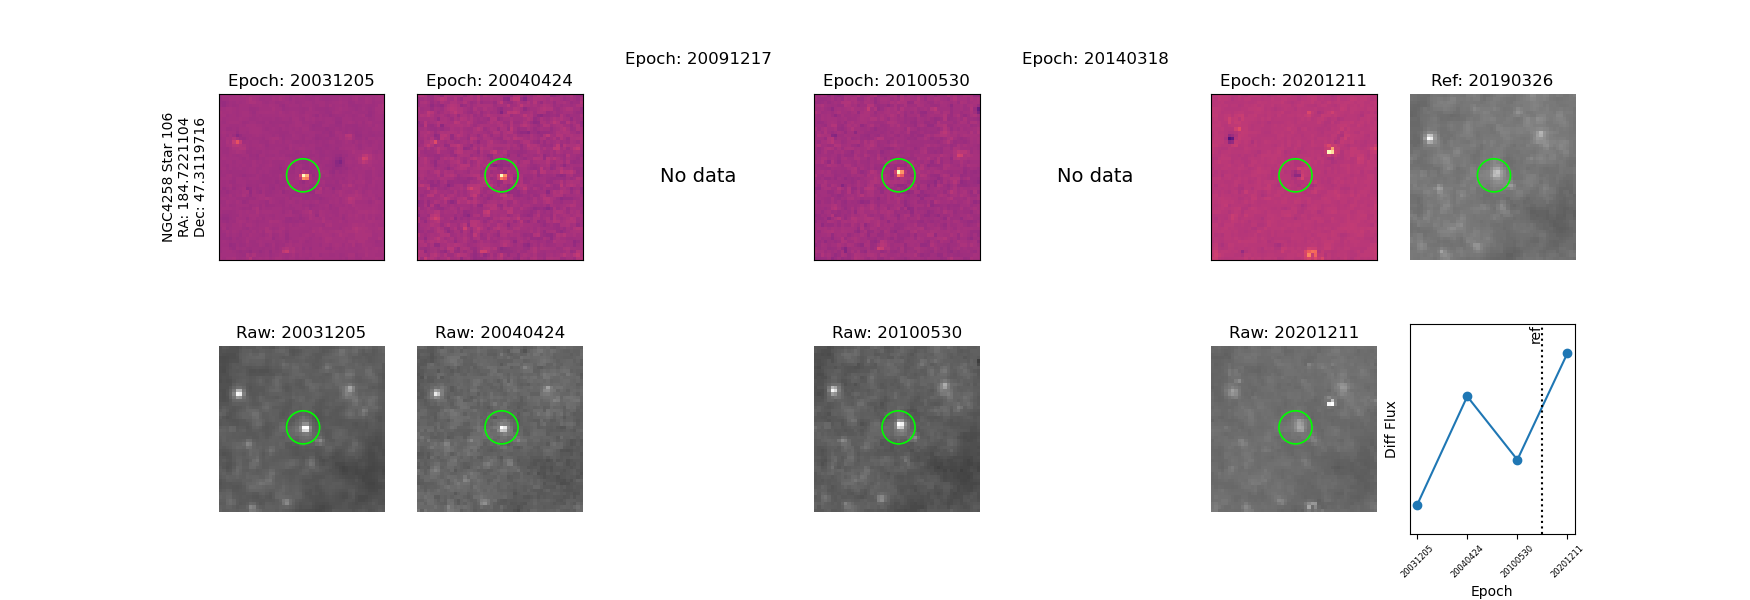 Epoch: 20091217
Epoch: 20140318
Epoch: 20031205
Epoch: 20040424
Epoch: 20100530
Epoch: 20201211
Ref: 20190326
NGC4258 Star 106
RA: 184.7221104
Dec: 47.3119716
No data
No data
Raw: 20031205
Raw: 20040424
Raw: 20100530
Raw: 20201211
ref
Diff Flux
20031205
20040424
20100530
20201211
Epoch